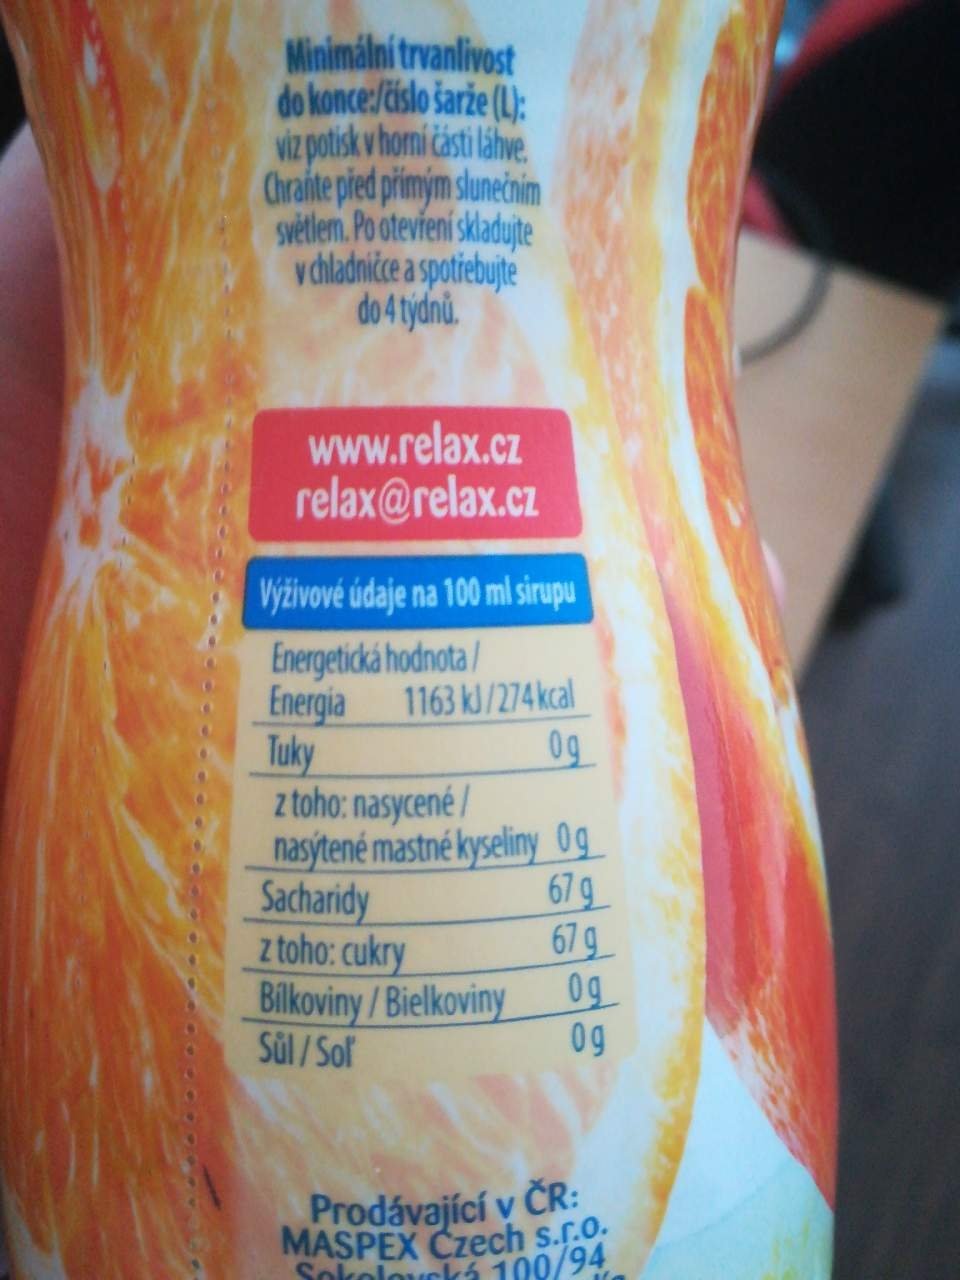 Minimální trvanlivost
do konce:/číslo šarže (L):
viz potisk v horní části láhve.
Chraňte před přímým slunečním
světlem. Po otevření skladujte
v chladničce a spotřebujte
do 4 týdnů.
www.relax.cz
relax@relax.cz
Výživové údaje na 100 ml sirupu
Energetická hodnota /
Energia 1163 kJ/274 kcal
Tuky 0 g
z toho: nasycené /
nasýtené mastné kyseliny 0 g
Sacharidy 67 g
z toho: cukry 67 g
Bílkoviny / Bielkoviny 0 g
Sůl / Soľ 0 g
Prodávající v ČR:
MASPEX Czech s.r.o.
Sokolovská 100/94